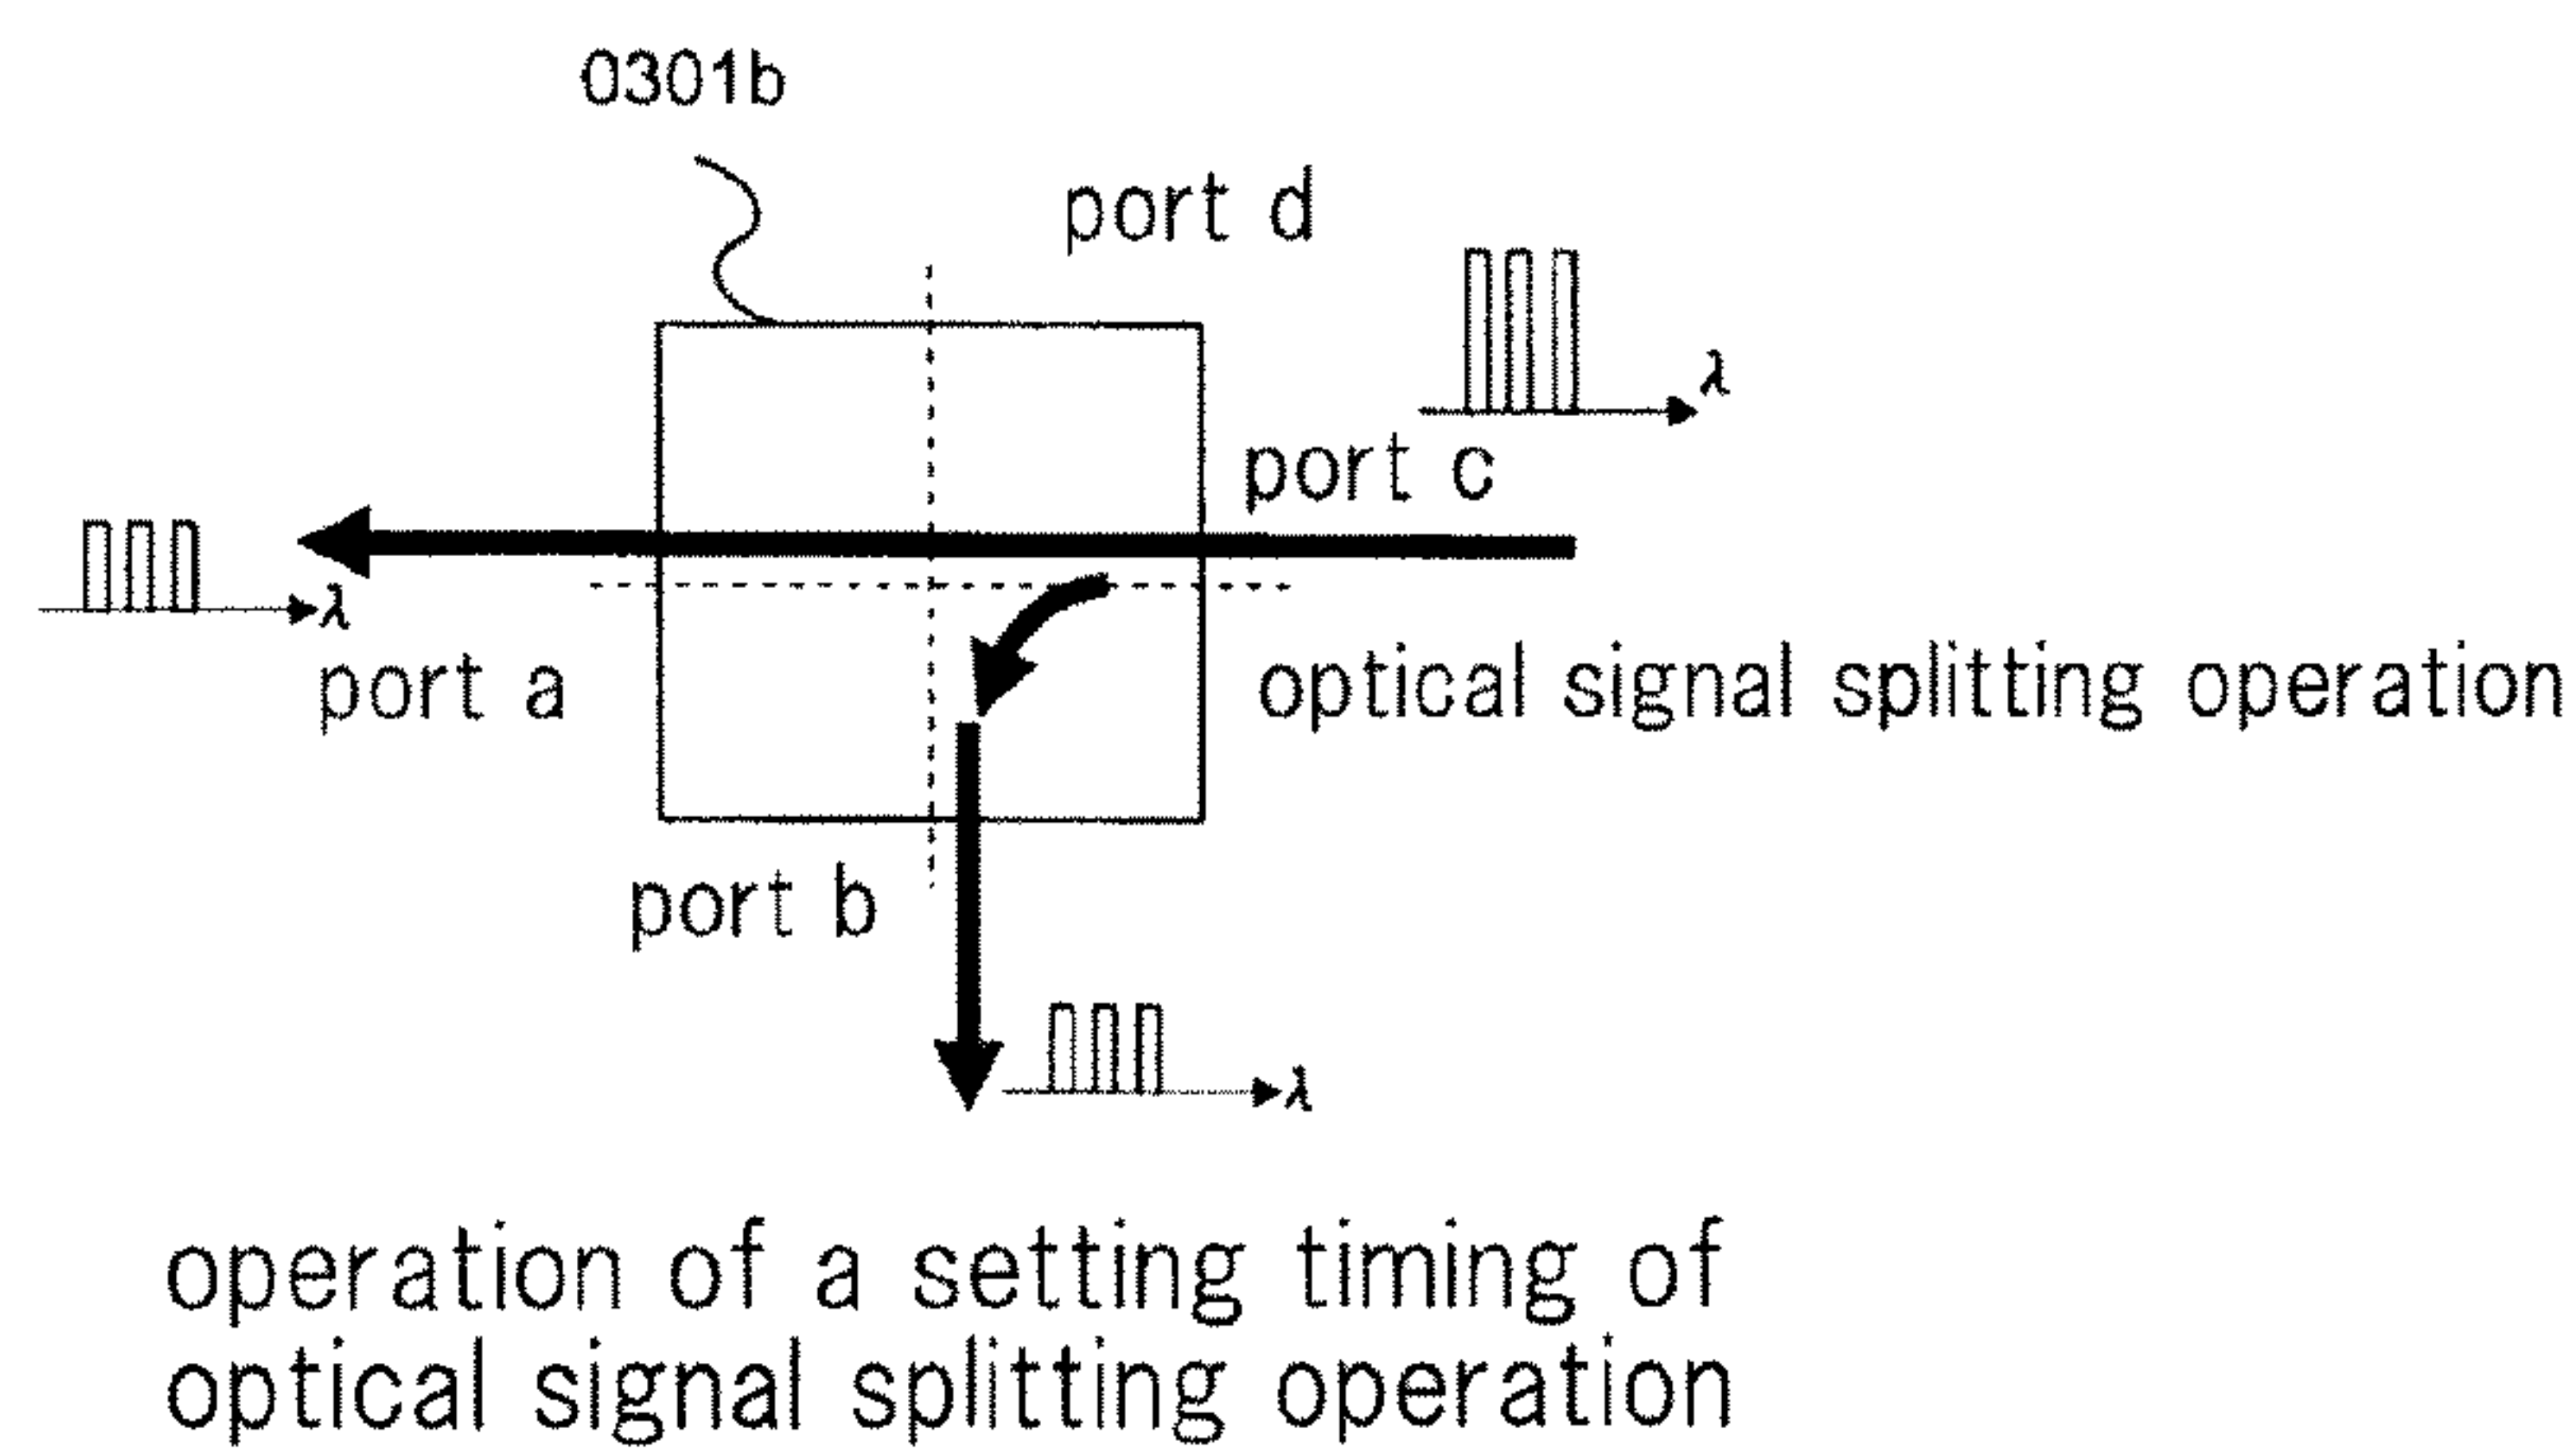 0301b
port d
λ
port c
λ
port a
optical signal splitting operation
port b
λ
operation of a setting timing of
optical signal splitting operation